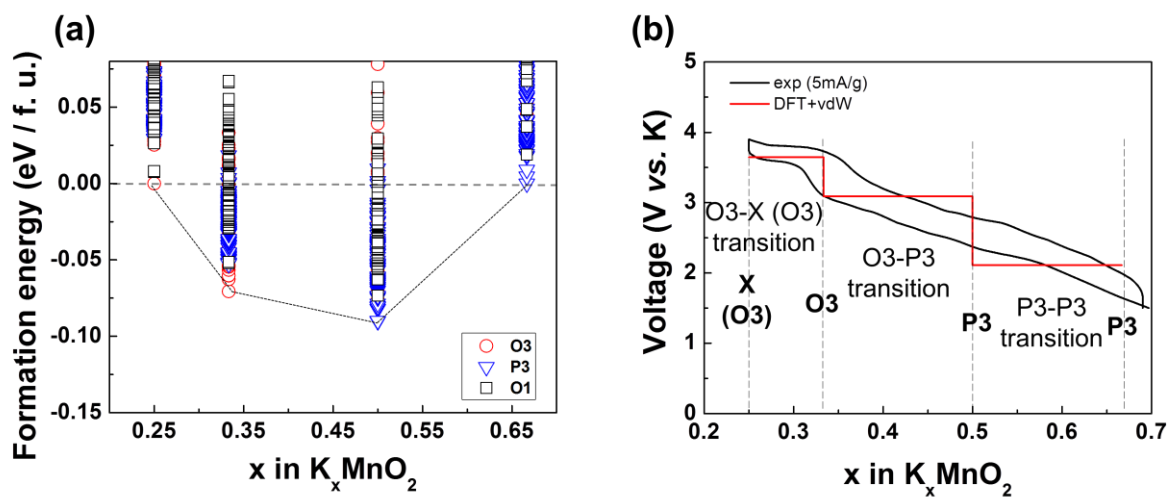 (a)
Formation energy (eV / f. u.)
0.05
0.00
-0.05
-0.10
-0.15
0.25
0.35
0.45
0.55
0.65
x in KxMnO2
O3
P3
O1
(b)
Voltage (V vs. K)
5
4
3
2
1
0
0.2
0.3
0.4
0.5
0.6
0.7
x in KxMnO2
exp (5mA/g)
DFT+vdW
O3-X (O3)
transition
O3-P3
transition
P3-P3
transition
X
(O3)
O3
P3
P3